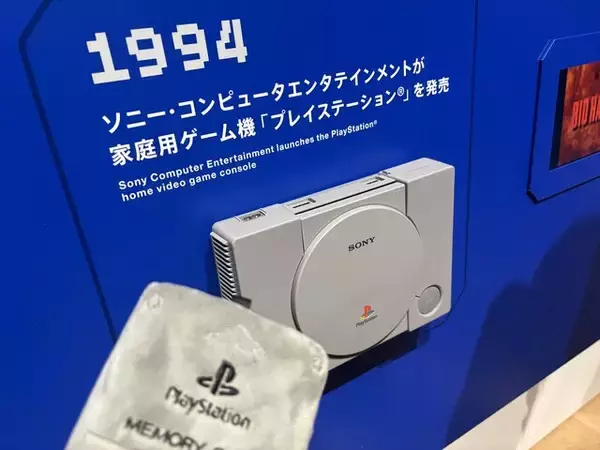 1994
ソニー・コンピュータエンタテインメントが
家庭用ゲーム機「プレイステーション®」を発売
Sony Computer Entertainment launches the PlayStation®
home video game console
SONY
PlayStation
PlayStation
MEMORY
BIO HA